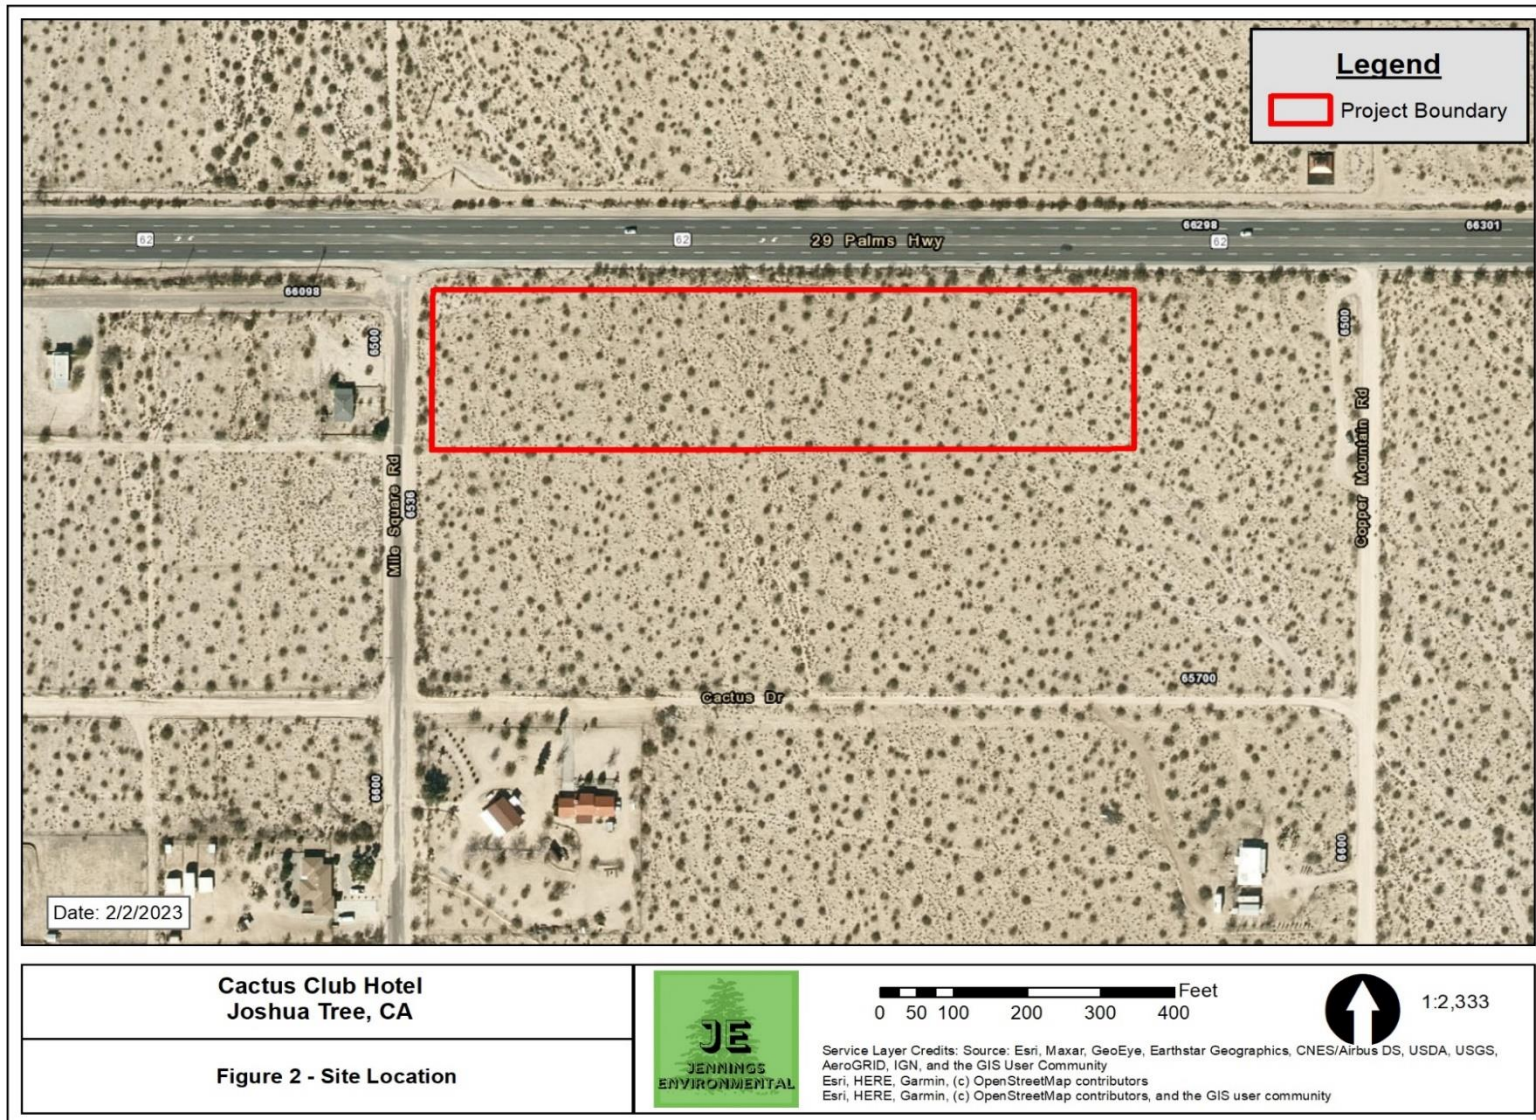 Legend
Project Boundary
66298
66301
62
62
62
29 Palms Hwy
66098
6500
6500
Copper Mountain Rd
Mile Square Rd
6536
65700
Cactus Dr
6600
6600
Date: 2/2/2023
Cactus Club Hotel
Joshua Tree, CA
Figure 2 - Site Location
JE
JENNINGS
ENVIRONMENTAL
Feet
0 50 100 200 300 400
1:2,333
Service Layer Credits: Source: Esri, Maxar, GeoEye, Earthstar Geographics, CNES/Airbus DS, USDA, USGS,
AeroGRID, IGN, and the GIS User Community
Esri, HERE, Garmin, (c) OpenStreetMap contributors
Esri, HERE, Garmin, (c) OpenStreetMap contributors, and the GIS user community